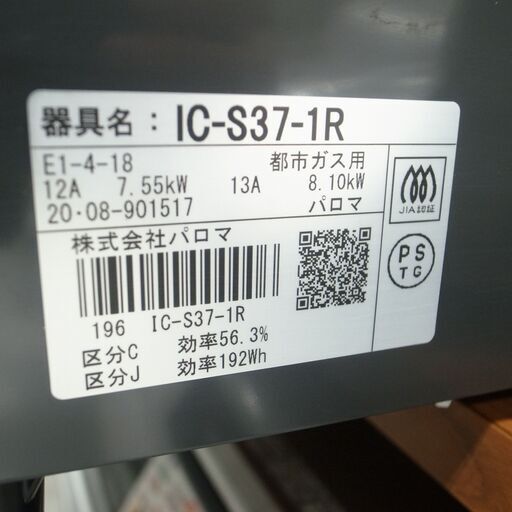 器具名： IC-S37-1R
E1-4-18 都市ガス用
12A 7.55kW 13A 8.10kW
20・08-901517 パロマ
株式会社パロマ
196 IC-S37-1R
区分C 効率56.3%
区分J 効率192Wh
JIA認証
PS
TG